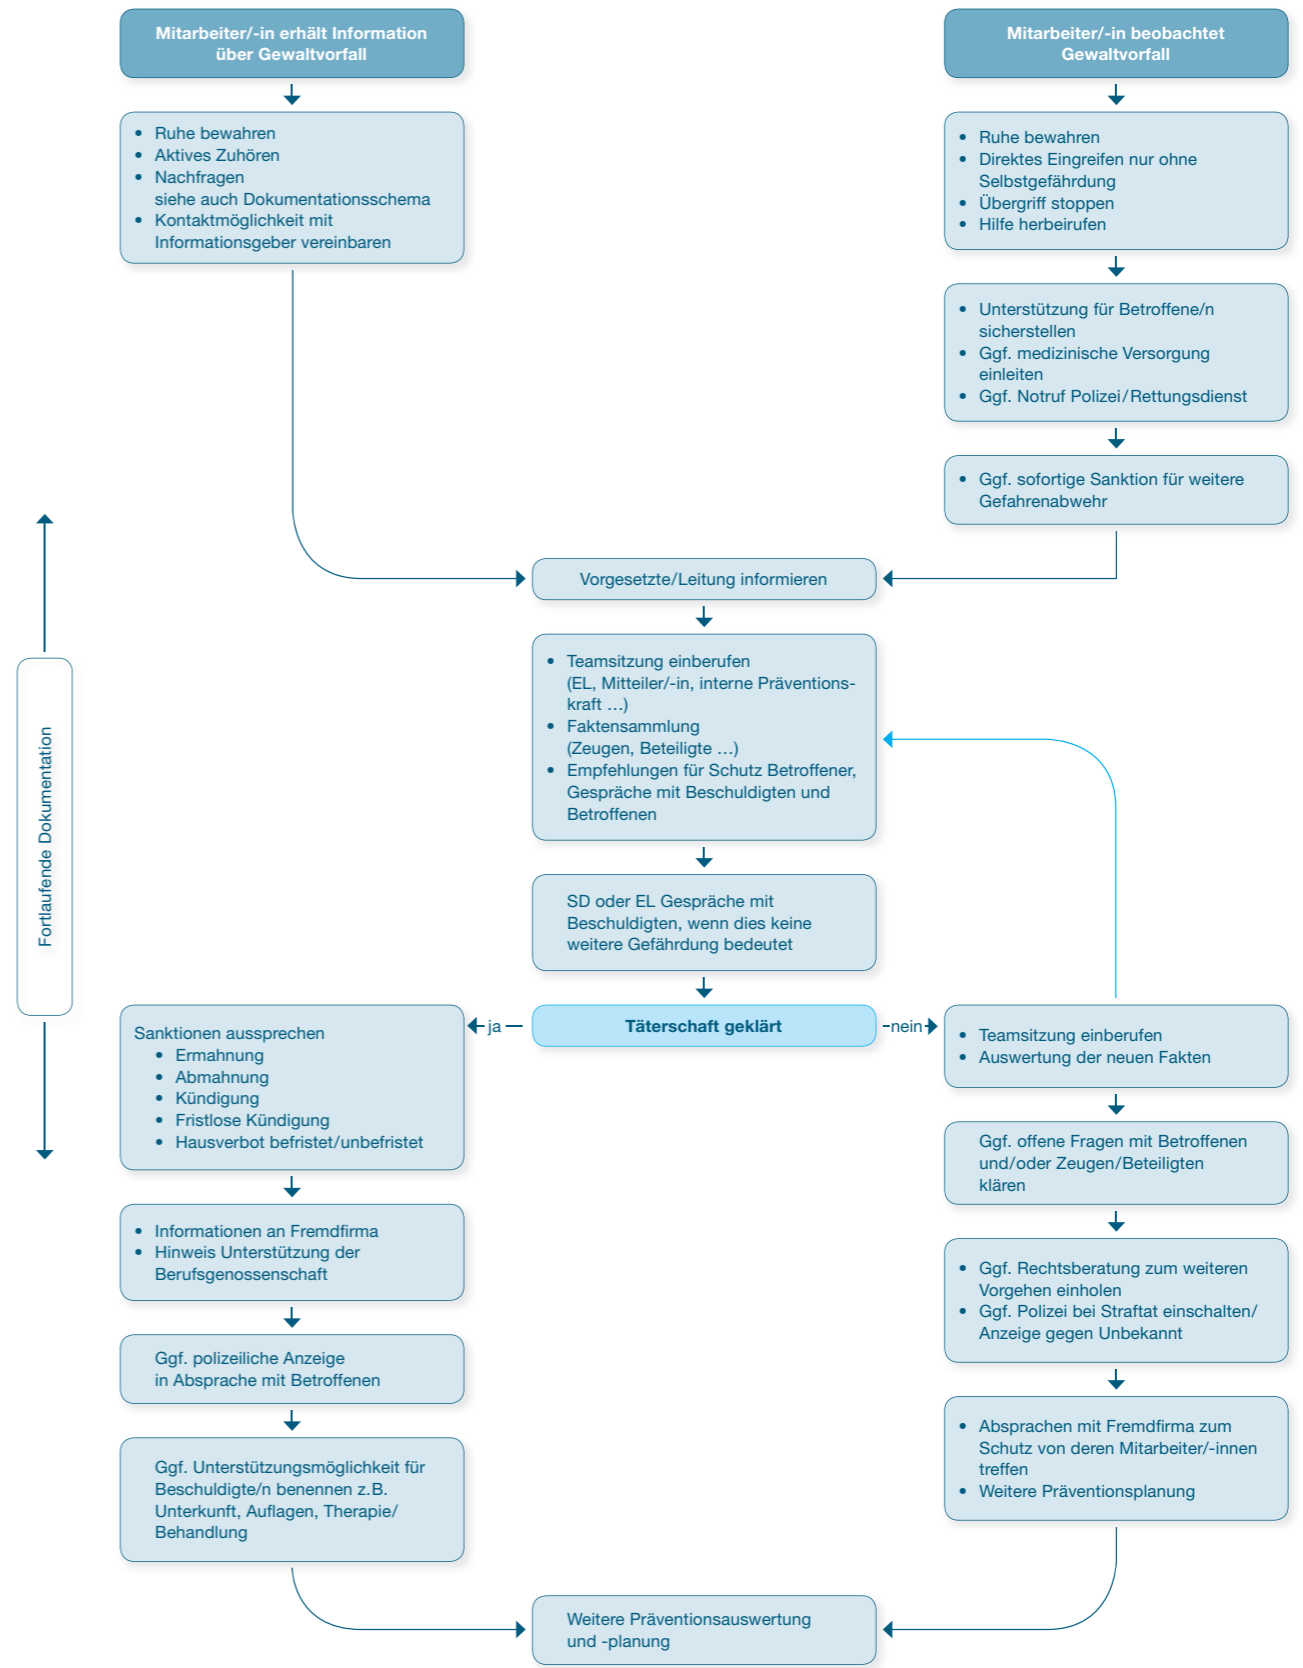 Mitarbeiter/-in erhält Information
über Gewaltvorfall
• Ruhe bewahren
• Aktives Zuhören
• Nachfragen
siehe auch Dokumentationsschema
• Kontaktmöglichkeit mit
Informationsgeber vereinbaren
Mitarbeiter/-in beobachtet
Gewaltvorfall
• Ruhe bewahren
• Direktes Eingreifen nur ohne
Selbstgefährdung
• Übergriff stoppen
• Hilfe herbeirufen
• Unterstützung für Betroffene/n
sicherstellen
• Ggf. medizinische Versorgung
einleiten
• Ggf. Notruf Polizei/Rettungsdienst
• Ggf. sofortige Sanktion für weitere
Gefahrenabwehr
Vorgesetzte/Leitung informieren
• Teamsitzung einberufen
(EL, Mitteiler/-in, interne Präventions-
kraft …)
• Faktensammlung
(Zeugen, Beteiligte …)
• Empfehlungen für Schutz Betroffener,
Gespräche mit Beschuldigten und
Betroffenen
Fortlaufende Dokumentation
SD oder EL Gespräche mit
Beschuldigten, wenn dies keine
weitere Gefährdung bedeutet
Täterschaft geklärt
ja
nein
Sanktionen aussprechen
• Ermahnung
• Abmahnung
• Kündigung
• Fristlose Kündigung
• Hausverbot befristet/unbefristet
• Informationen an Fremdfirma
• Hinweis Unterstützung der
Berufsgenossenschaft
Ggf. polizeiliche Anzeige
in Absprache mit Betroffenen
Ggf. Unterstützungsmöglichkeit für
Beschuldigte/n benennen z.B.
Unterkunft, Auflagen, Therapie/
Behandlung
• Teamsitzung einberufen
• Auswertung der neuen Fakten
Ggf. offene Fragen mit Betroffenen
und/oder Zeugen/Beteiligten
klären
• Ggf. Rechtsberatung zum weiteren
Vorgehen einholen
• Ggf. Polizei bei Straftat einschalten/
Anzeige gegen Unbekannt
• Absprachen mit Fremdfirma zum
Schutz von deren Mitarbeiter/-innen
treffen
• Weitere Präventionsplanung
Weitere Präventionsauswertung
und -planung